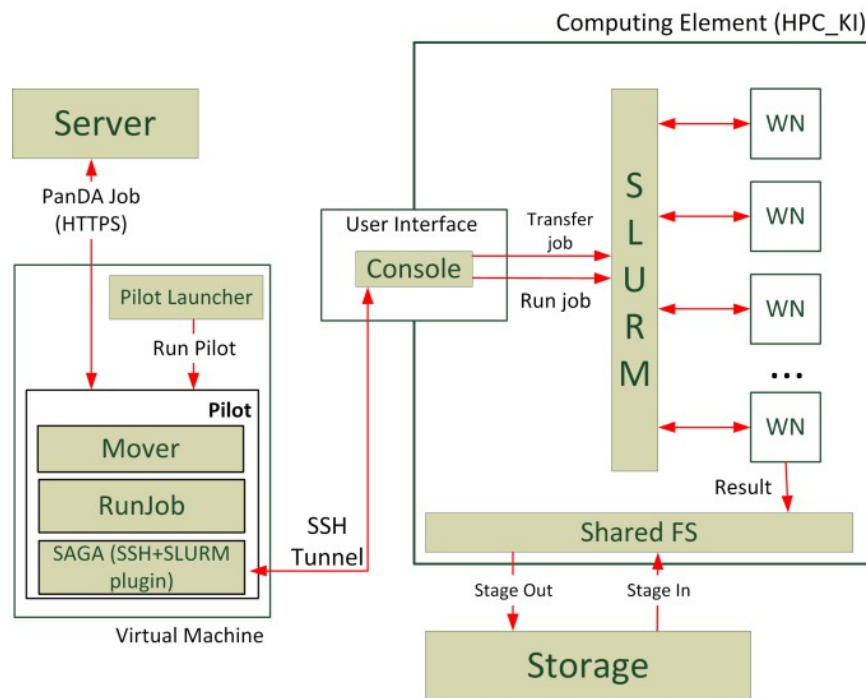 Computing Element (HPC_KI)
Server
PanDA Job
(HTTPS)
Pilot Launcher
Run Pilot
Pilot
Mover
RunJob
SAGA (SSH+SLURM
plugin)
Virtual Machine
SSH
Tunnel
User Interface
Console
Transfer
job
Run job
S
L
U
R
M
WN
WN
WN
...
WN
Result
Shared FS
Stage Out
Stage In
Storage